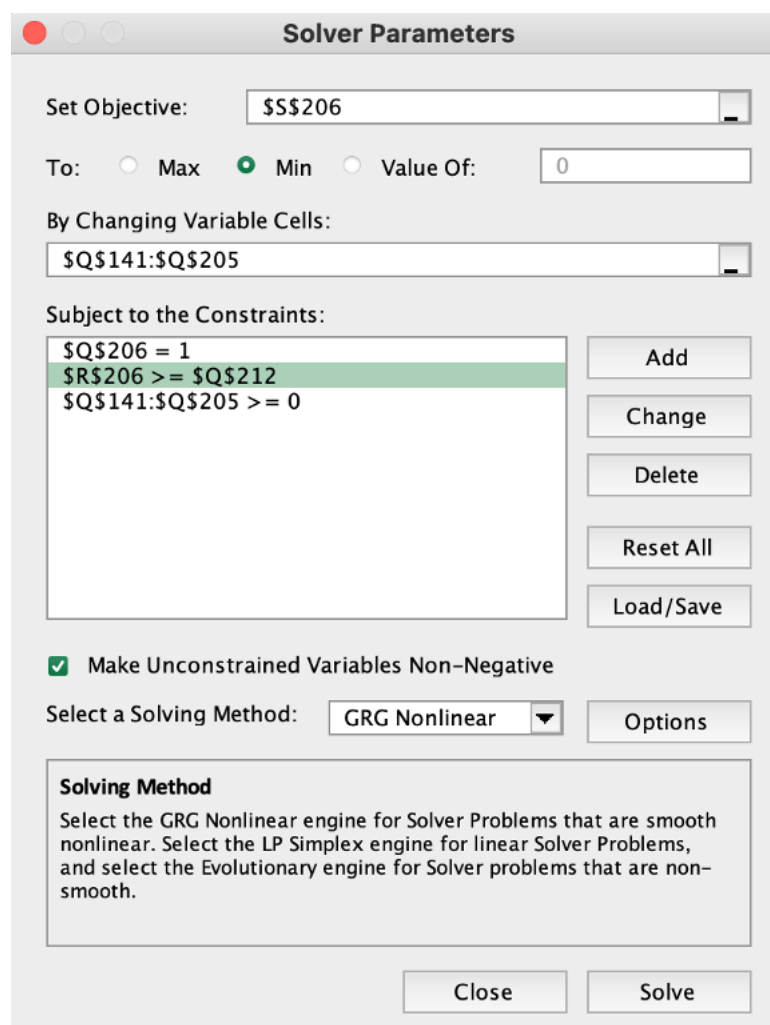 Solver Parameters
Set Objective: $S$206
To: Max Min Value Of: 0
By Changing Variable Cells:
$Q$141:$Q$205
Subject to the Constraints:
$Q$206 = 1
$R$206 >= $Q$212
$Q$141:$Q$205 >= 0
Add
Change
Delete
Reset All
Load/Save
Make Unconstrained Variables Non-Negative
Select a Solving Method: GRG Nonlinear Options
Solving Method
Select the GRG Nonlinear engine for Solver Problems that are smooth
nonlinear. Select the LP Simplex engine for linear Solver Problems,
and select the Evolutionary engine for Solver problems that are non-
smooth.
Close Solve